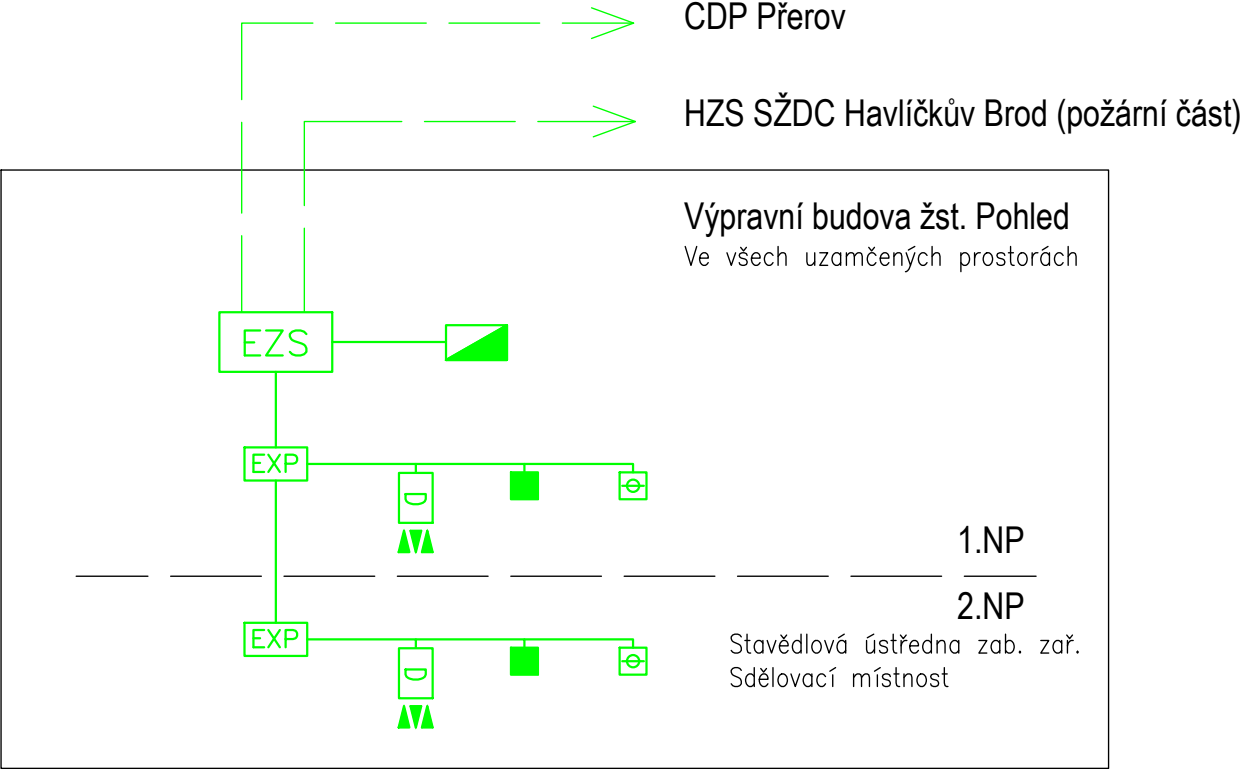 CDP Přerov
HZS SŽDC Havlíčkův Brod (požární část)
Výpravní budova žst. Pohled
Ve všech uzamčených prostorách
EZS
EXP
1.NP
2.NP
EXP
Stavědlová ústředna zab. zař.
Sdělovací místnost